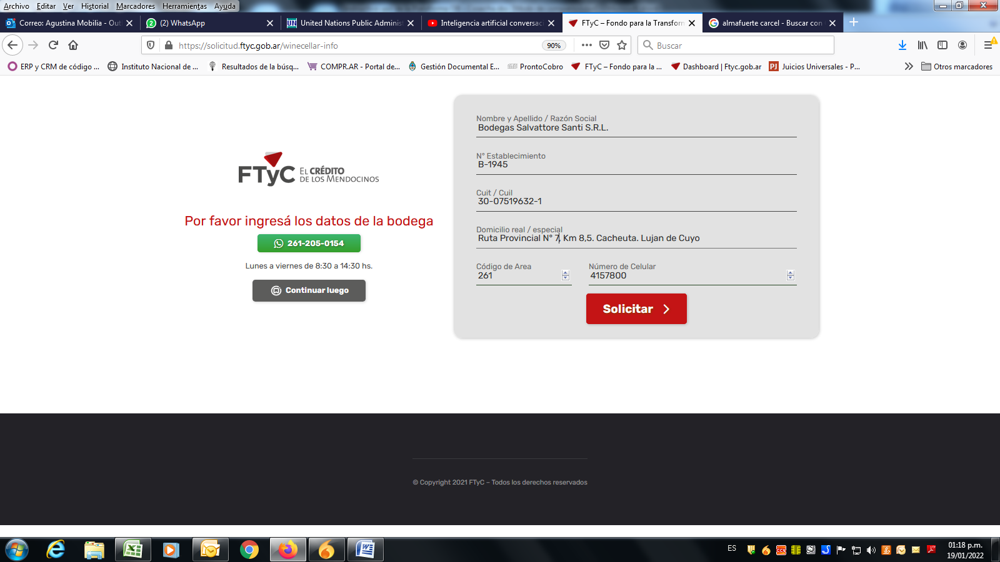 Archivo Editar Ver Historial Marcadores Herramientas Ayuda
Correo: Agustina Mobilia - Out
(2) WhatsApp
United Nations Public Administ
Inteligencia artificial conversac
FTyC – Fondo para la Transform
almafuerte carcel - Buscar con
https://solicitud.ftyc.gob.ar/winecellar-info
90%
Buscar
ERP y CRM de código ...
Instituto Nacional de ...
Resultados de la búsq...
COMPR.AR - Portal de...
Gestión Documental E...
ProntoCobro
FTyC – Fondo para la ...
Dashboard | Ftyc.gob.ar
PJ Juicios Universales - P...
Otros marcadores
FTyC EL CRÉDITO
DE LOS MENDOCINOS
Por favor ingresá los datos de la bodega
261-205-0154
Lunes a viernes de 8:30 a 14:30 hs.
Continuar luego
Nombre y Apellido / Razón Social
Bodegas Salvattore Santi S.R.L.
Nº Establecimiento
B-1945
Cuit / Cuil
30-07519632-1
Domicilio real / especial
Ruta Provincial Nº 7, Km 8,5. Cacheuta. Lujan de Cuyo
Código de Area
261
Número de Celular
4157800
Solicitar
© Copyright 2021 FTyC – Todos los derechos reservados
ES
01:18 p.m.
19/01/2022